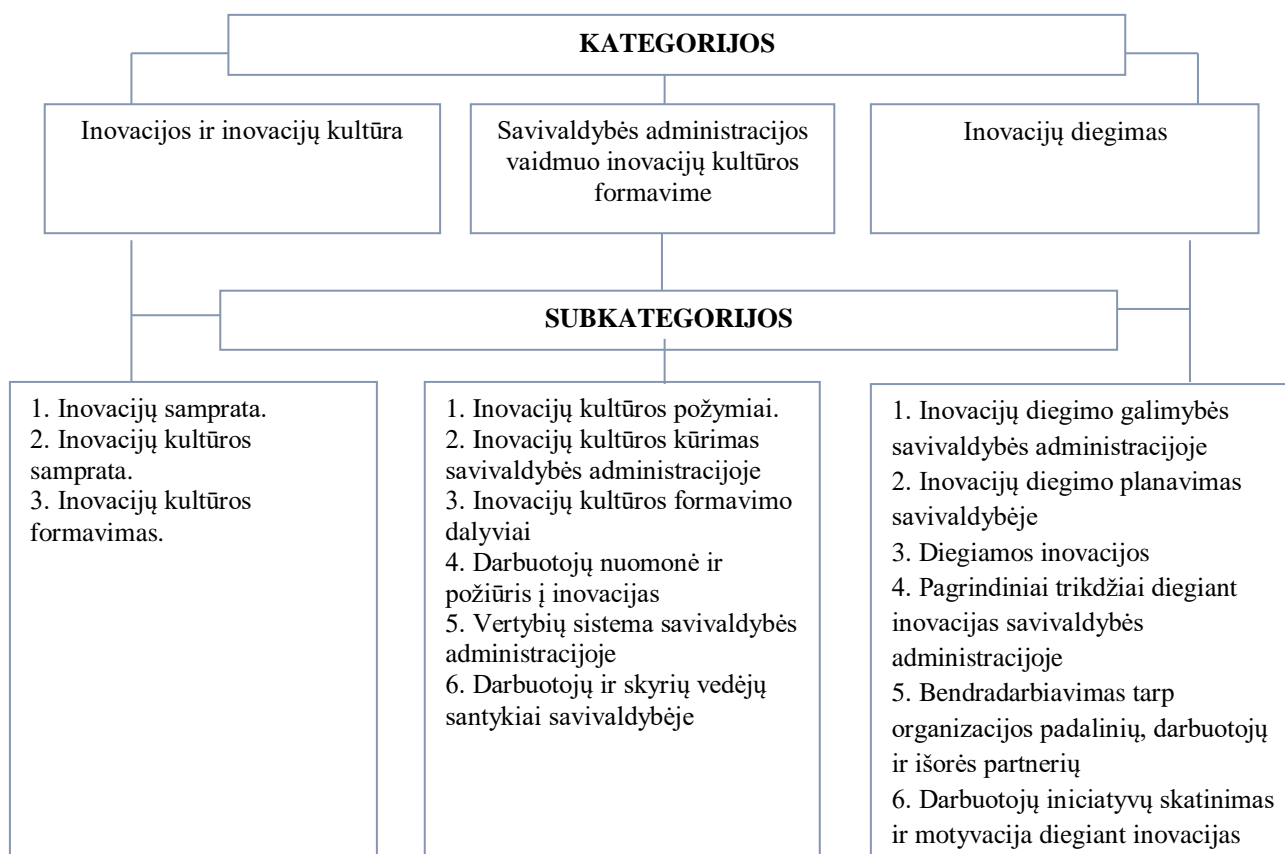 KATEGORIJOS
Inovacijos ir inovacijų kultūra
Savivaldybės administracijos
vaidmuo inovacijų kultūros
formavime
Inovacijų diegimas
SUBKATEGORIJOS
1. Inovacijų samprata.
2. Inovacijų kultūros
samprata.
3. Inovacijų kultūros
formavimas.
1. Inovacijų kultūros požymiai.
2. Inovacijų kultūros kūrimas
savivaldybės administracijoje
3. Inovacijų kultūros formavimo
dalyviai
4. Darbuotojų nuomonė ir
požiūris į inovacijas
5. Vertybių sistema savivaldybės
administracijoje
6. Darbuotojų ir skyrių vedėjų
santykiai savivaldybėje
1. Inovacijų diegimo galimybės
savivaldybės administracijoje
2. Inovacijų diegimo planavimas
savivaldybėje
3. Diegiamos inovacijos
4. Pagrindiniai trikdžiai diegiant
inovacijas savivaldybės
administracijoje
5. Bendradarbiavimas tarp
organizacijos padalinių, darbuotojų
ir išorės partnerių
6. Darbuotojų iniciatyvų skatinimas
ir motyvacija diegiant inovacijas